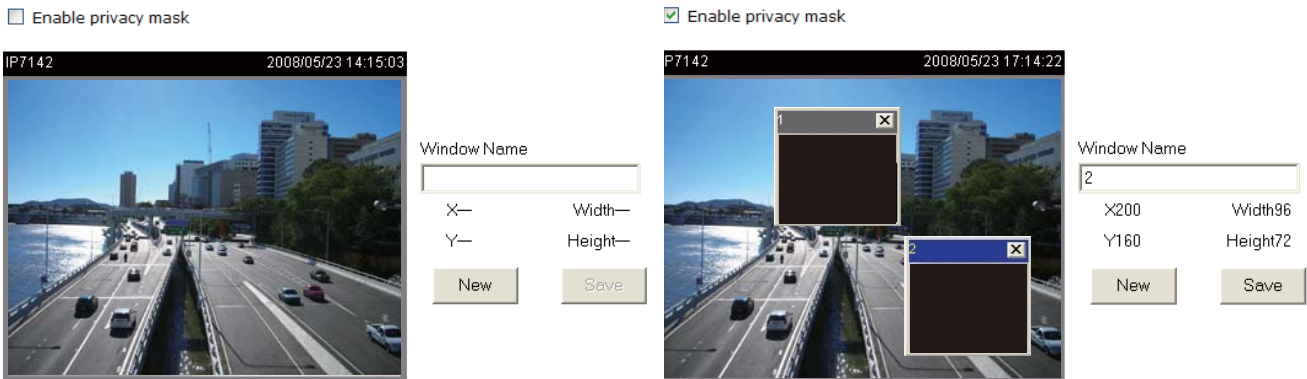 Enable privacy mask
IP7142 2008/05/23 14:15:03
Window Name
X— Width—
Y— Height—
New Save
Enable privacy mask
P7142 2008/05/23 17:14:22
1
2
Window Name
2
X200 Width96
Y160 Height72
New Save